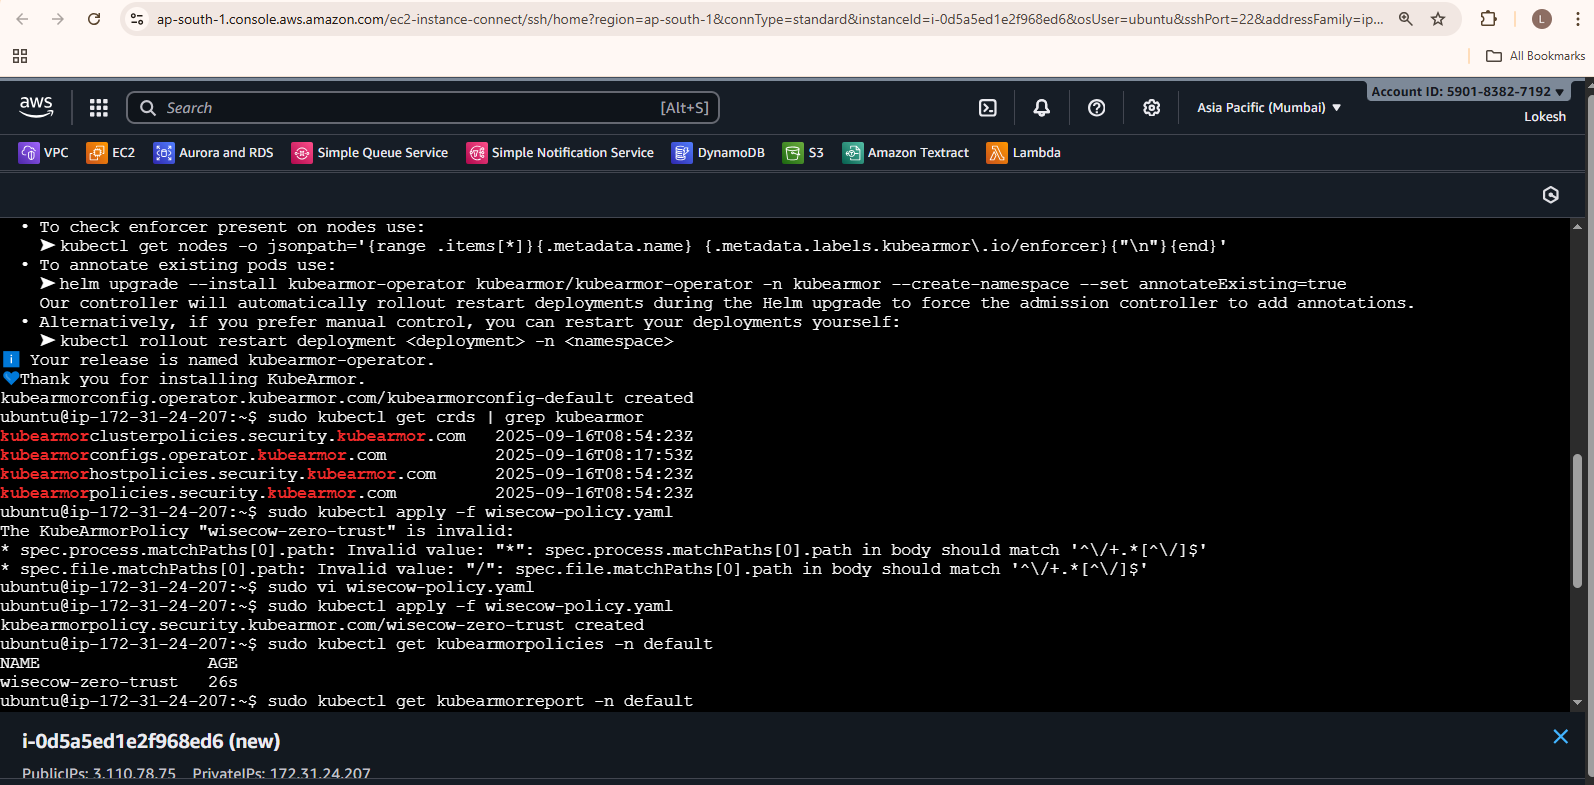 ap-south-1.console.aws.amazon.com/ec2-instance-connect/ssh/home?region=ap-south-1&connType=standard&instanceId=i-0d5a5ed1e2f968ed6&osUser=ubuntu&sshPort=22&addressFamily=ip...
L
All Bookmarks
aws
Search
[Alt+S]
Asia Pacific (Mumbai) ▼
Account ID: 5901-8382-7192 ▼
Lokesh
VPC
EC2
Aurora and RDS
Simple Queue Service
Simple Notification Service
DynamoDB
S3
Amazon Textract
Lambda
• To check enforcer present on nodes use:
➤ kubectl get nodes -o jsonpath='{range .items[*]}{.metadata.name} {.metadata.labels.kubearmor\.io/enforcer}{"\n"}{end}'
• To annotate existing pods use:
➤ helm upgrade --install kubearmor-operator kubearmor/kubearmor-operator -n kubearmor --create-namespace --set annotateExisting=true
Our controller will automatically rollout restart deployments during the Helm upgrade to force the admission controller to add annotations.
• Alternatively, if you prefer manual control, you can restart your deployments yourself:
➤ kubectl rollout restart deployment <deployment> -n <namespace>
ℹ️ Your release is named kubearmor-operator.
💙Thank you for installing KubeArmor.
kubearmorconfig.operator.kubearmor.com/kubearmorconfig-default created
ubuntu@ip-172-31-24-207:~$ sudo kubectl get crds | grep kubearmor
kubearmorclusterpolicies.security.kubearmor.com   2025-09-16T08:54:23Z
kubearmorconfigs.operator.kubearmor.com           2025-09-16T08:17:53Z
kubearmorhostpolicies.security.kubearmor.com      2025-09-16T08:54:23Z
kubearmorpolicies.security.kubearmor.com          2025-09-16T08:54:23Z
ubuntu@ip-172-31-24-207:~$ sudo kubectl apply -f wisecow-policy.yaml
The KubeArmorPolicy "wisecow-zero-trust" is invalid:
* spec.process.matchPaths[0].path: Invalid value: "*": spec.process.matchPaths[0].path in body should match '^\/+.*[^\/]$'
* spec.file.matchPaths[0].path: Invalid value: "/": spec.file.matchPaths[0].path in body should match '^\/+.*[^\/]$'
ubuntu@ip-172-31-24-207:~$ sudo vi wisecow-policy.yaml
ubuntu@ip-172-31-24-207:~$ sudo kubectl apply -f wisecow-policy.yaml
kubearmorpolicy.security.kubearmor.com/wisecow-zero-trust created
ubuntu@ip-172-31-24-207:~$ sudo kubectl get kubearmorpolicies -n default
NAME                 AGE
wisecow-zero-trust   26s
ubuntu@ip-172-31-24-207:~$ sudo kubectl get kubearmorreport -n default
i-0d5a5ed1e2f968ed6 (new)
PublicIPs: 3.110.78.75   PrivateIPs: 172.31.24.207